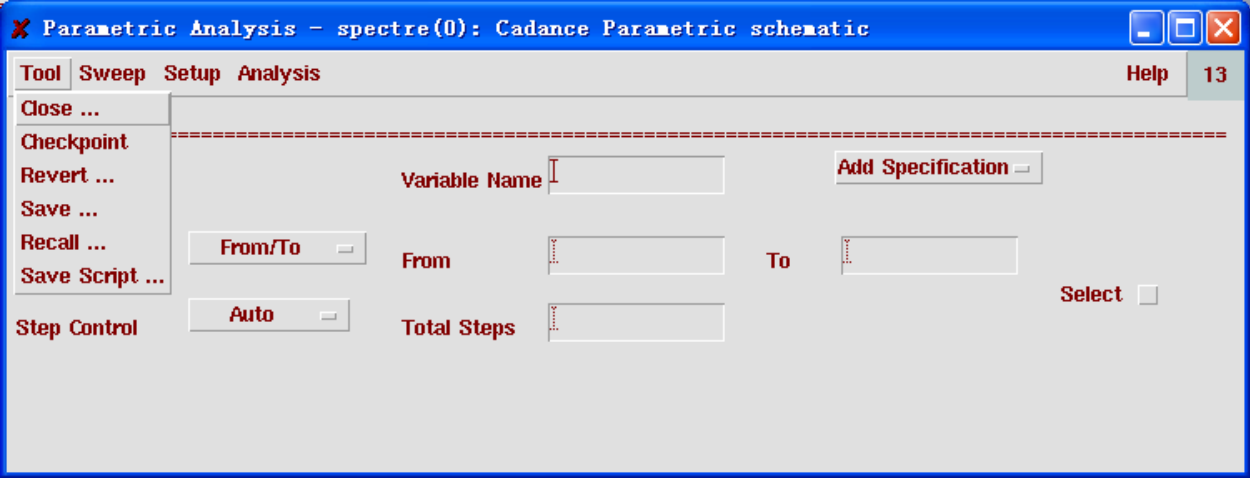 Parametric Analysis - spectre(0): Cadance Parametric schematic
Tool Sweep Setup Analysis Help 13
Close ...
Checkpoint
Revert ...
Save ...
Recall ...
Save Script ...
Variable Name Add Specification
From/To From To
Select
Step Control Auto Total Steps